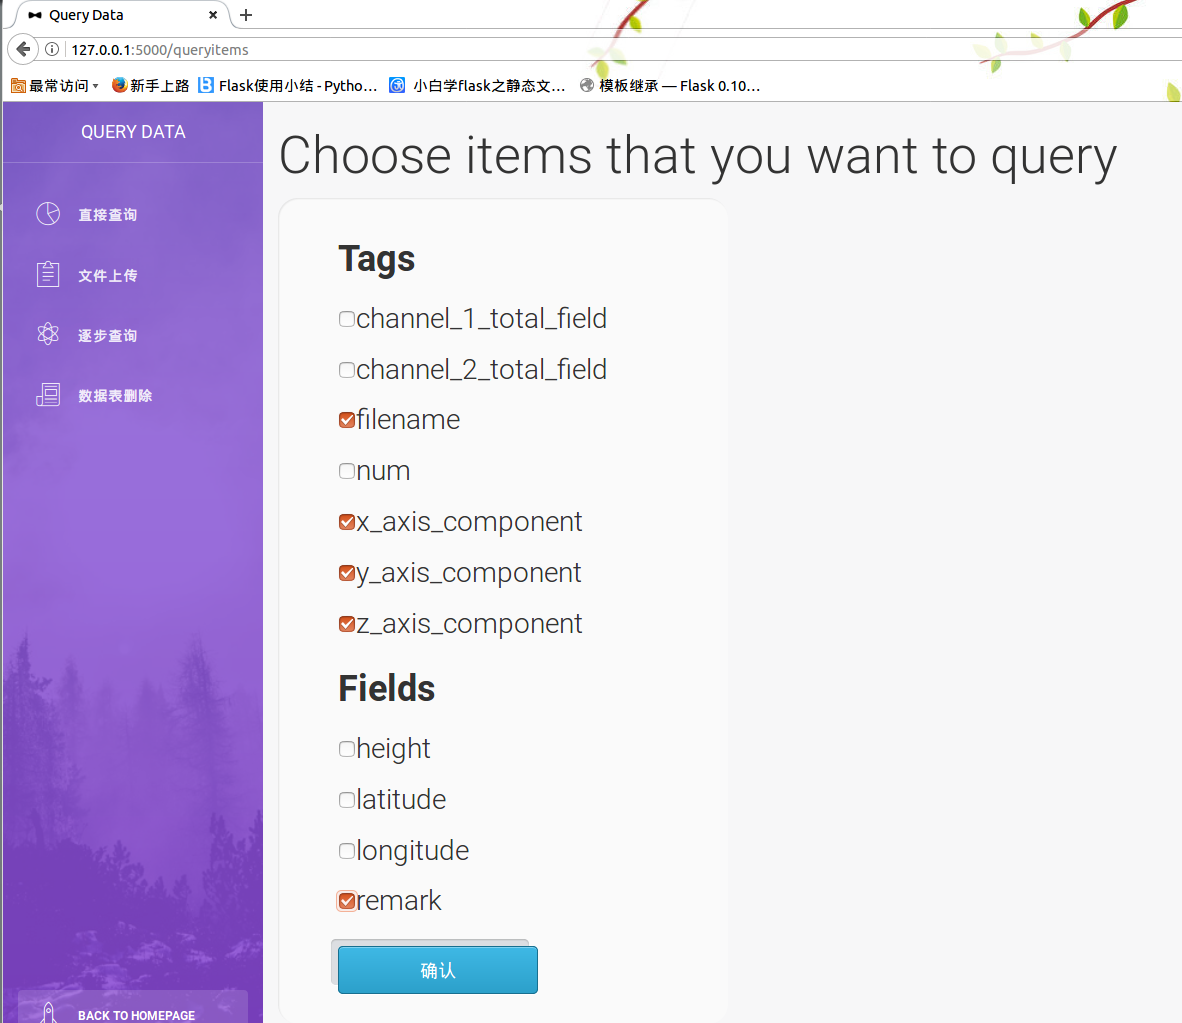 Query Data
127.0.0.1:5000/queryitems
最常访问 新手上路 Flask使用小结 - Pytho... 小白学flask之静态文... 模板继承 — Flask 0.10...
QUERY DATA
直接查询
文件上传
逐步查询
数据表删除
BACK TO HOMEPAGE
Choose items that you want to query
Tags
channel_1_total_field
channel_2_total_field
filename
num
x_axis_component
y_axis_component
z_axis_component
Fields
height
latitude
longitude
remark
确认